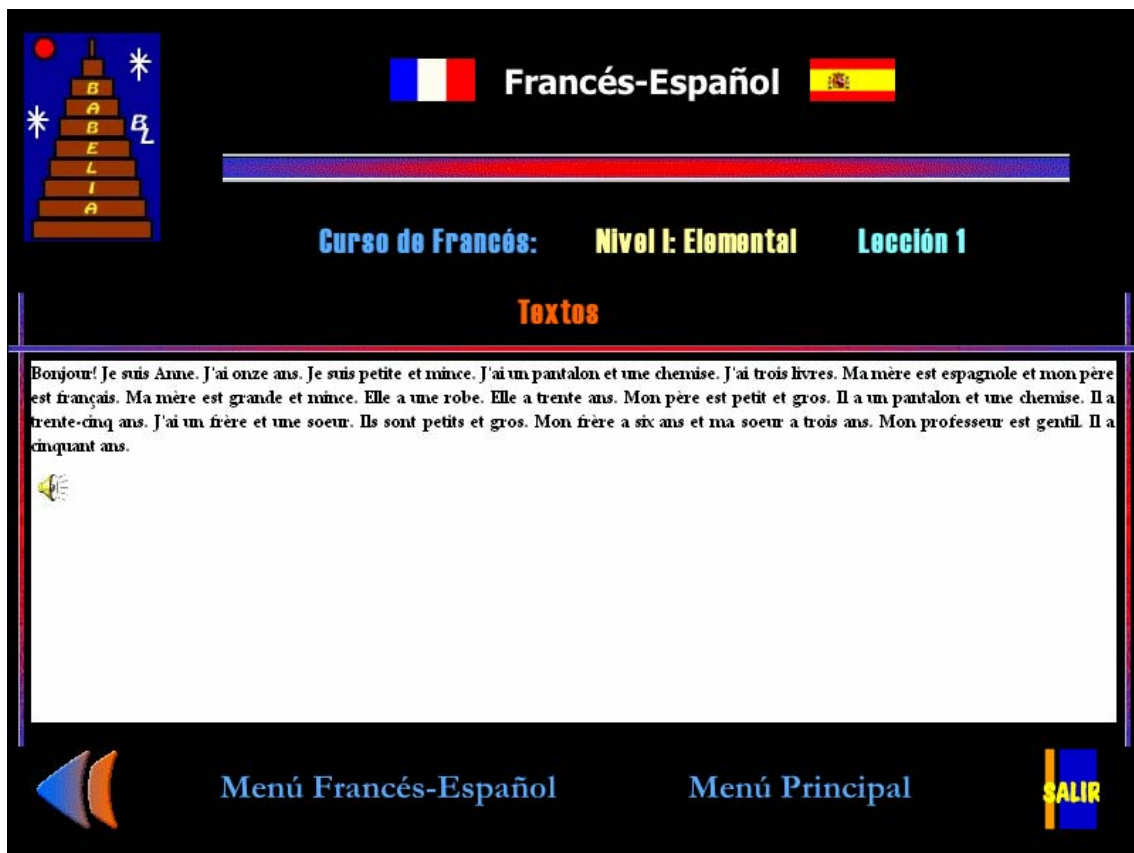 BABELIA
BL
Francés-Español
Curso de Francés: Nivel I: Elemental Lección 1
Textos
Bonjour! Je suis Anne. J'ai onze ans. Je suis petite et mince. J'ai un pantalon et une chemise. J'ai trois livres. Ma mère est espagnole et mon père
est français. Ma mère est grande et mince. Elle a une robe. Elle a trente ans. Mon père est petit et gros. Il a un pantalon et une chemise. Il a
trente-cinq ans. J'ai un frère et une soeur. Ils sont petits et gros. Mon frère a six ans et ma soeur a trois ans. Mon professeur est gentil. Il a
cinquant ans.
Menú Francés-Español Menú Principal SALIR